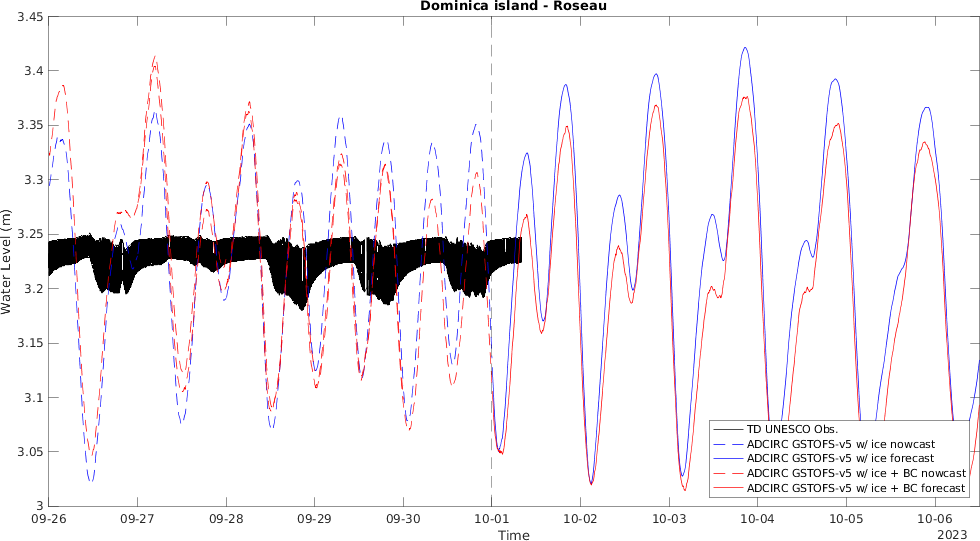 Dominica island - Roseau
3.45
3.4
3.35
3.3
3.25
3.2
3.15
3.1
3.05
3
Water Level (m)
09-26 09-27 09-28 09-29 09-30 10-01 10-02 10-03 10-04 10-05 10-06
Time
2023
TD UNESCO Obs.
ADCIRC GSTOFS-v5 w/ ice nowcast
ADCIRC GSTOFS-v5 w/ ice forecast
ADCIRC GSTOFS-v5 w/ ice + BC nowcast
ADCIRC GSTOFS-v5 w/ ice + BC forecast